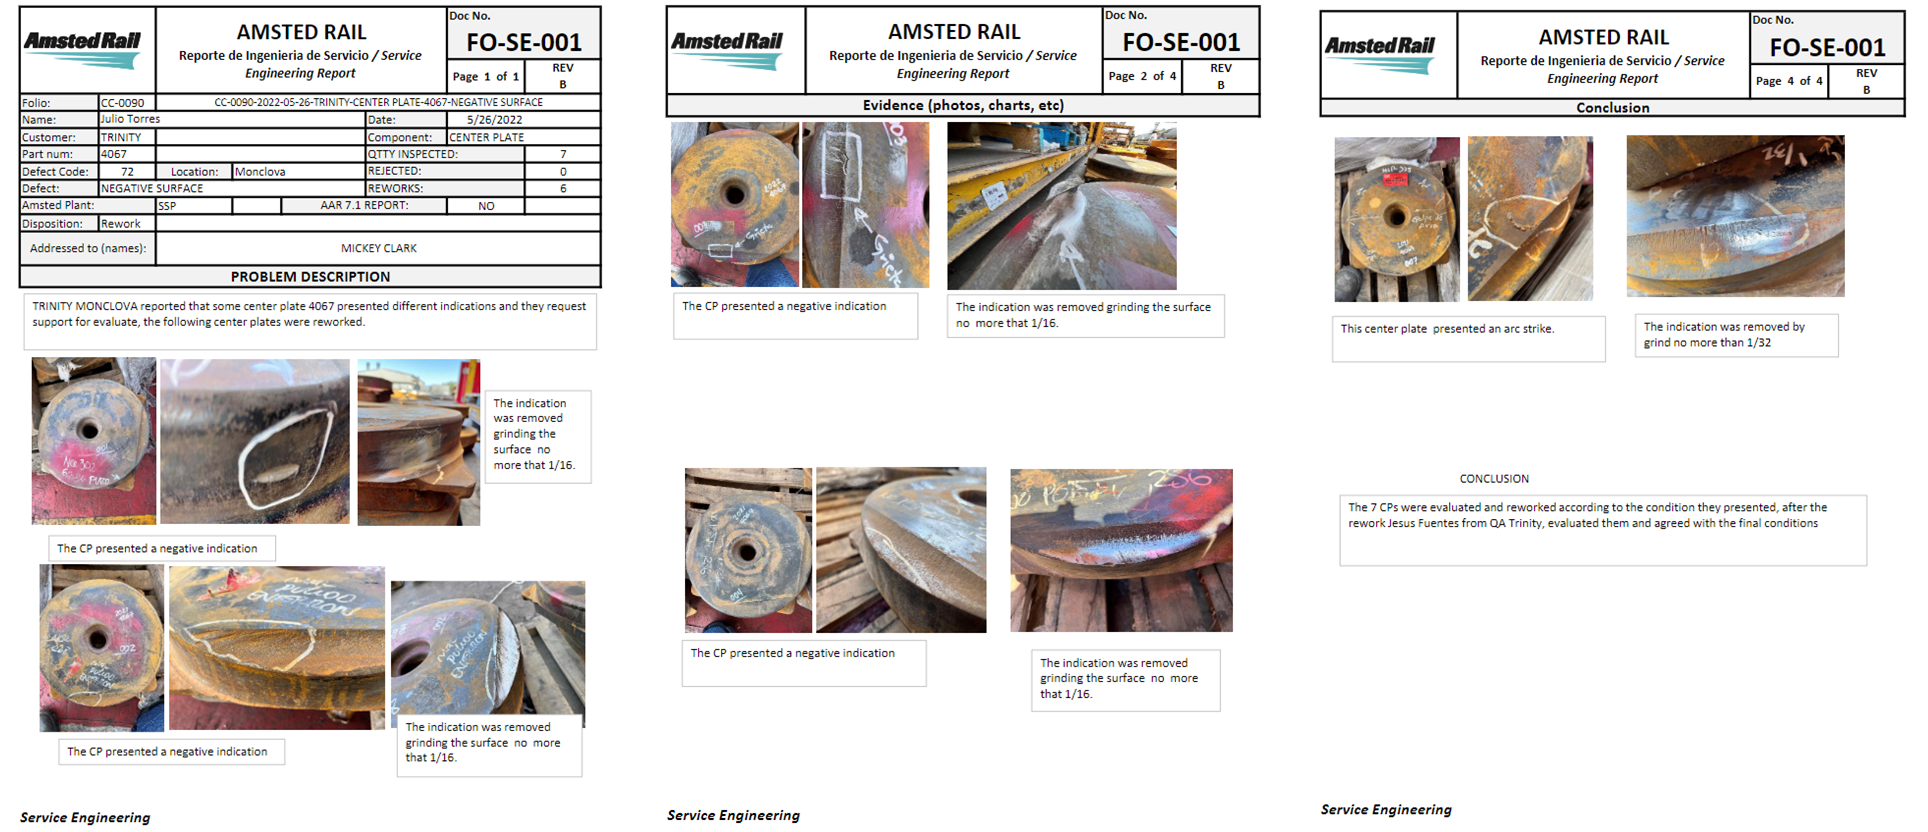 Amsted Rail
AMSTED RAIL
Reporte de Ingenieria de Servicio / Service
Engineering Report
Doc No.
FO-SE-001
Page 1 of 1
REV
B
Folio: CC-0090 CC-0090-2022-05-26-TRINITY-CENTER PLATE-4067-NEGATIVE SURFACE
Name: Julio Torres Date: 5/26/2022
Customer: TRINITY Component: CENTER PLATE
Part num: 4067 QTTY INSPECTED: 7
Defect Code: 72 Location: Monclova REJECTED: 0
Defect: NEGATIVE SURFACE REWORKS: 6
Amsted Plant: SSP AAR 7.1 REPORT: NO
Disposition: Rework
Addressed to (names): MICKEY CLARK
PROBLEM DESCRIPTION
TRINITY MONCLOVA reported that some center plate 4067 presented different indications and they request
support for evaluate, the following center plates were reworked.
The indication
was removed
grinding the
surface no
more that 1/16.
The CP presented a negative indication
002
The indication was removed
grinding the surface no more
that 1/16.
The CP presented a negative indication
Service Engineering
Amsted Rail
AMSTED RAIL
Reporte de Ingenieria de Servicio / Service
Engineering Report
Doc No.
FO-SE-001
Page 2 of 4
REV
B
Evidence (photos, charts, etc)
The CP presented a negative indication
The indication was removed grinding the surface
no more that 1/16.
The CP presented a negative indication
The indication was removed
grinding the surface no more
that 1/16.
Service Engineering
Amsted Rail
AMSTED RAIL
Reporte de Ingenieria de Servicio / Service
Engineering Report
Doc No.
FO-SE-001
Page 4 of 4
REV
B
Conclusion
This center plate presented an arc strike.
The indication was removed by
grind no more than 1/32
CONCLUSION
The 7 CPs were evaluated and reworked according to the condition they presented, after the
rework Jesus Fuentes from QA Trinity, evaluated them and agreed with the final conditions
Service Engineering